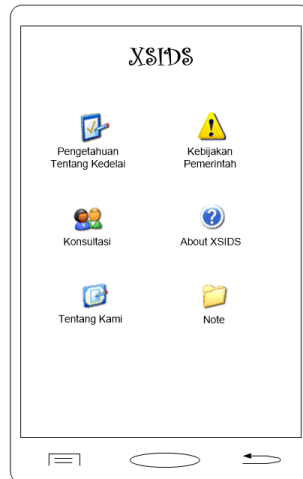 XSIDS
Pengetahuan
Tentang Kedelai
Kebijakan
Pemerintah
Konsultasi
About XSIDS
Tentang Kami
Note